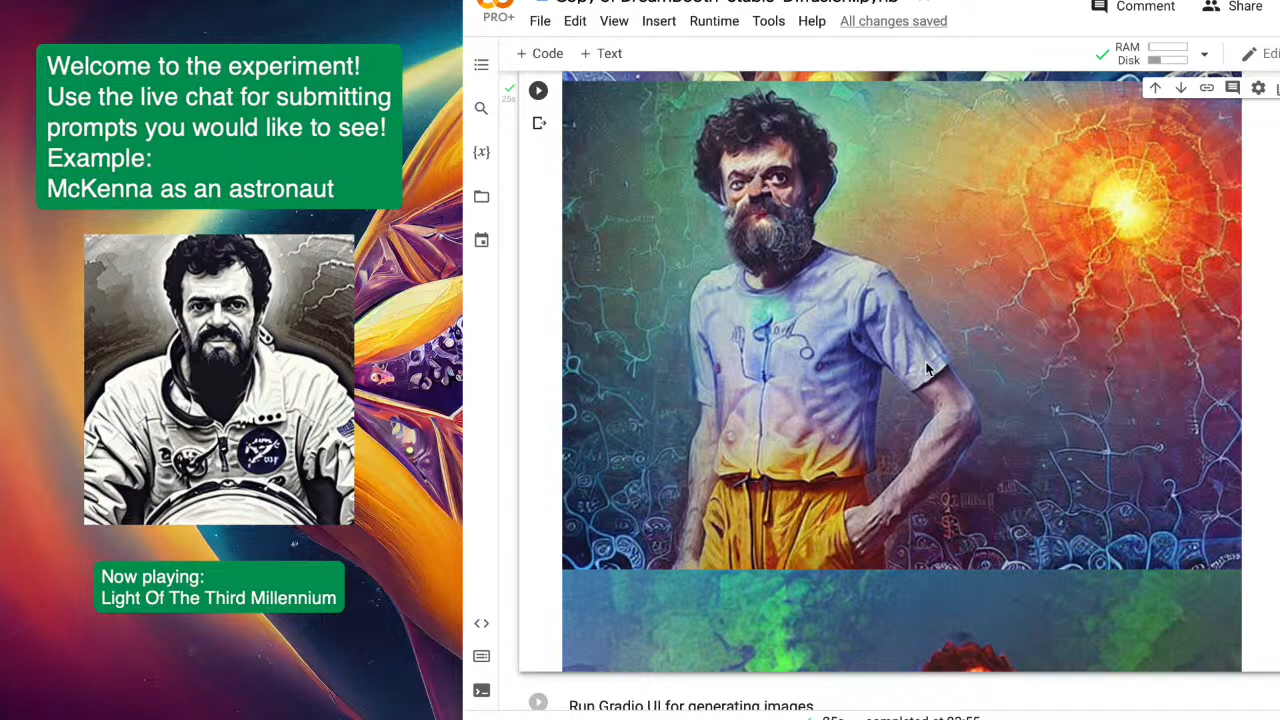 Welcome to the experiment!
Use the live chat for submitting
prompts you would like to see!
Example:
McKenna as an astronaut
Now playing:
Light Of The Third Millennium
PRO+
File Edit View Insert Runtime Tools Help All changes saved
Comment Share
+ Code + Text
RAM
Disk
25s
{x}
Run Gradio UI for generating images